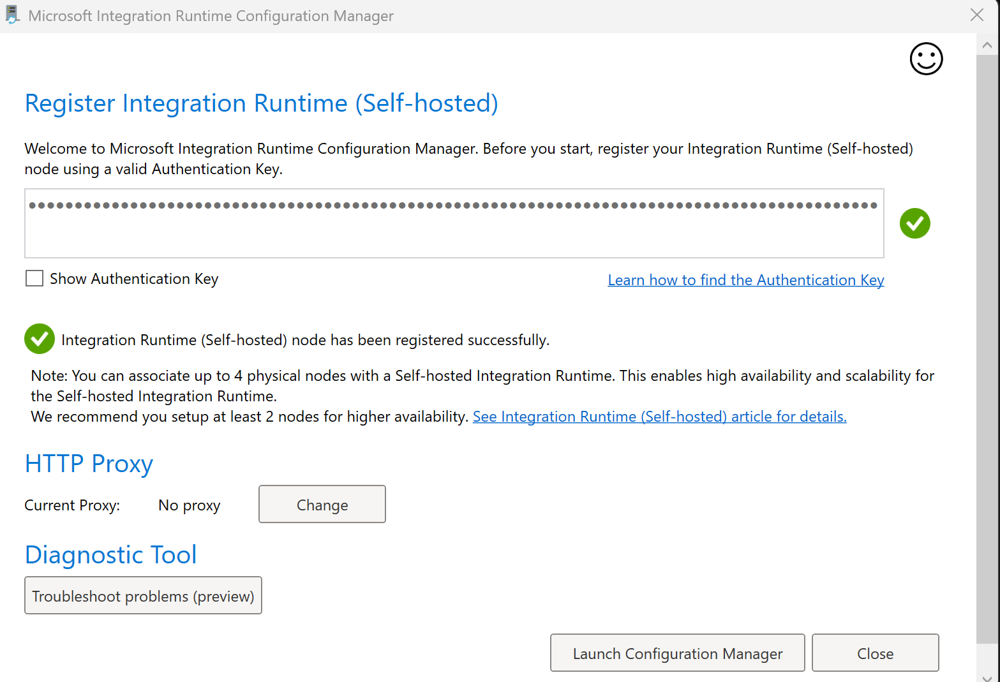 Microsoft Integration Runtime Configuration Manager
Register Integration Runtime (Self-hosted)
Welcome to Microsoft Integration Runtime Configuration Manager. Before you start, register your Integration Runtime (Self-hosted)
node using a valid Authentication Key.
Show Authentication Key
Learn how to find the Authentication Key
Integration Runtime (Self-hosted) node has been registered successfully.
Note: You can associate up to 4 physical nodes with a Self-hosted Integration Runtime. This enables high availability and scalability for
the Self-hosted Integration Runtime.
We recommend you setup at least 2 nodes for higher availability. See Integration Runtime (Self-hosted) article for details.
HTTP Proxy
Current Proxy: No proxy Change
Diagnostic Tool
Troubleshoot problems (preview)
Launch Configuration Manager Close